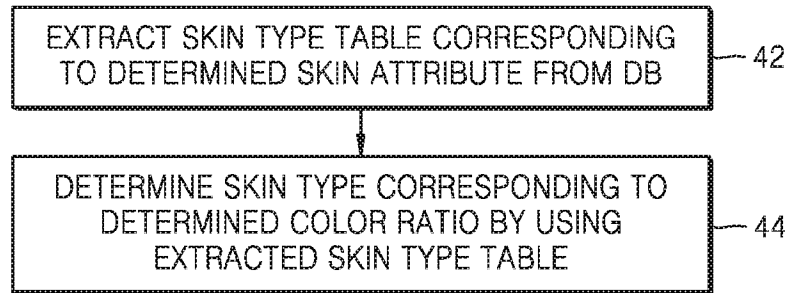 EXTRACT SKIN TYPE TABLE CORRESPONDING
TO DETERMINED SKIN ATTRIBUTE FROM DB
42
DETERMINE SKIN TYPE CORRESPONDING TO
DETERMINED COLOR RATIO BY USING
EXTRACTED SKIN TYPE TABLE
44